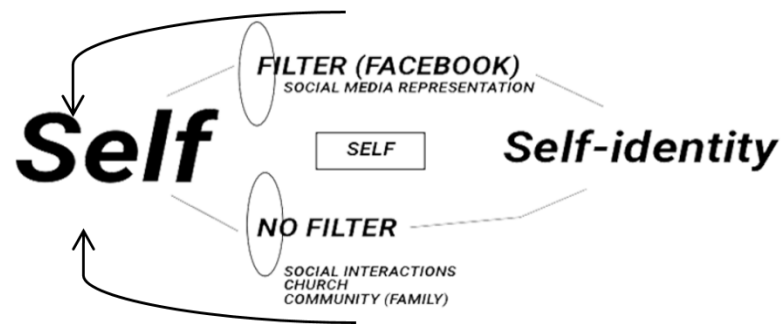 FILTER (FACEBOOK)
SOCIAL MEDIA REPRESENTATION
Self
SELF
Self-identity
NO FILTER
SOCIAL INTERACTIONS
CHURCH
COMMUNITY (FAMILY)